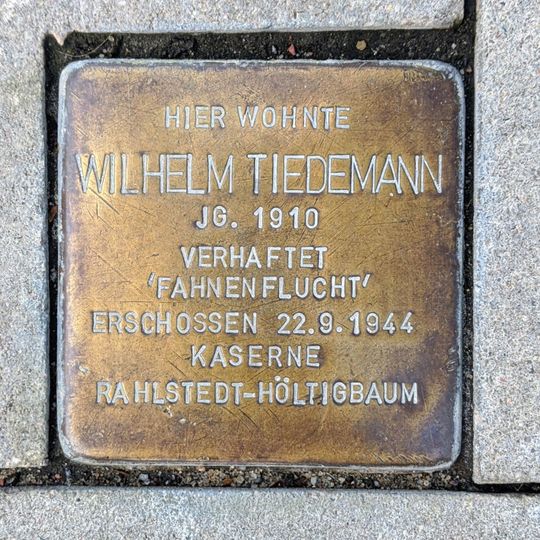 HIER WOHNTE
WILHELM TIEDEMANN
JG. 1910
VERHAFTET
'FAHNENFLUCHT'
ERSCHOSSEN 22.9.1944
KASERNE
RAHLSTEDT-HÖLTIGBAUM